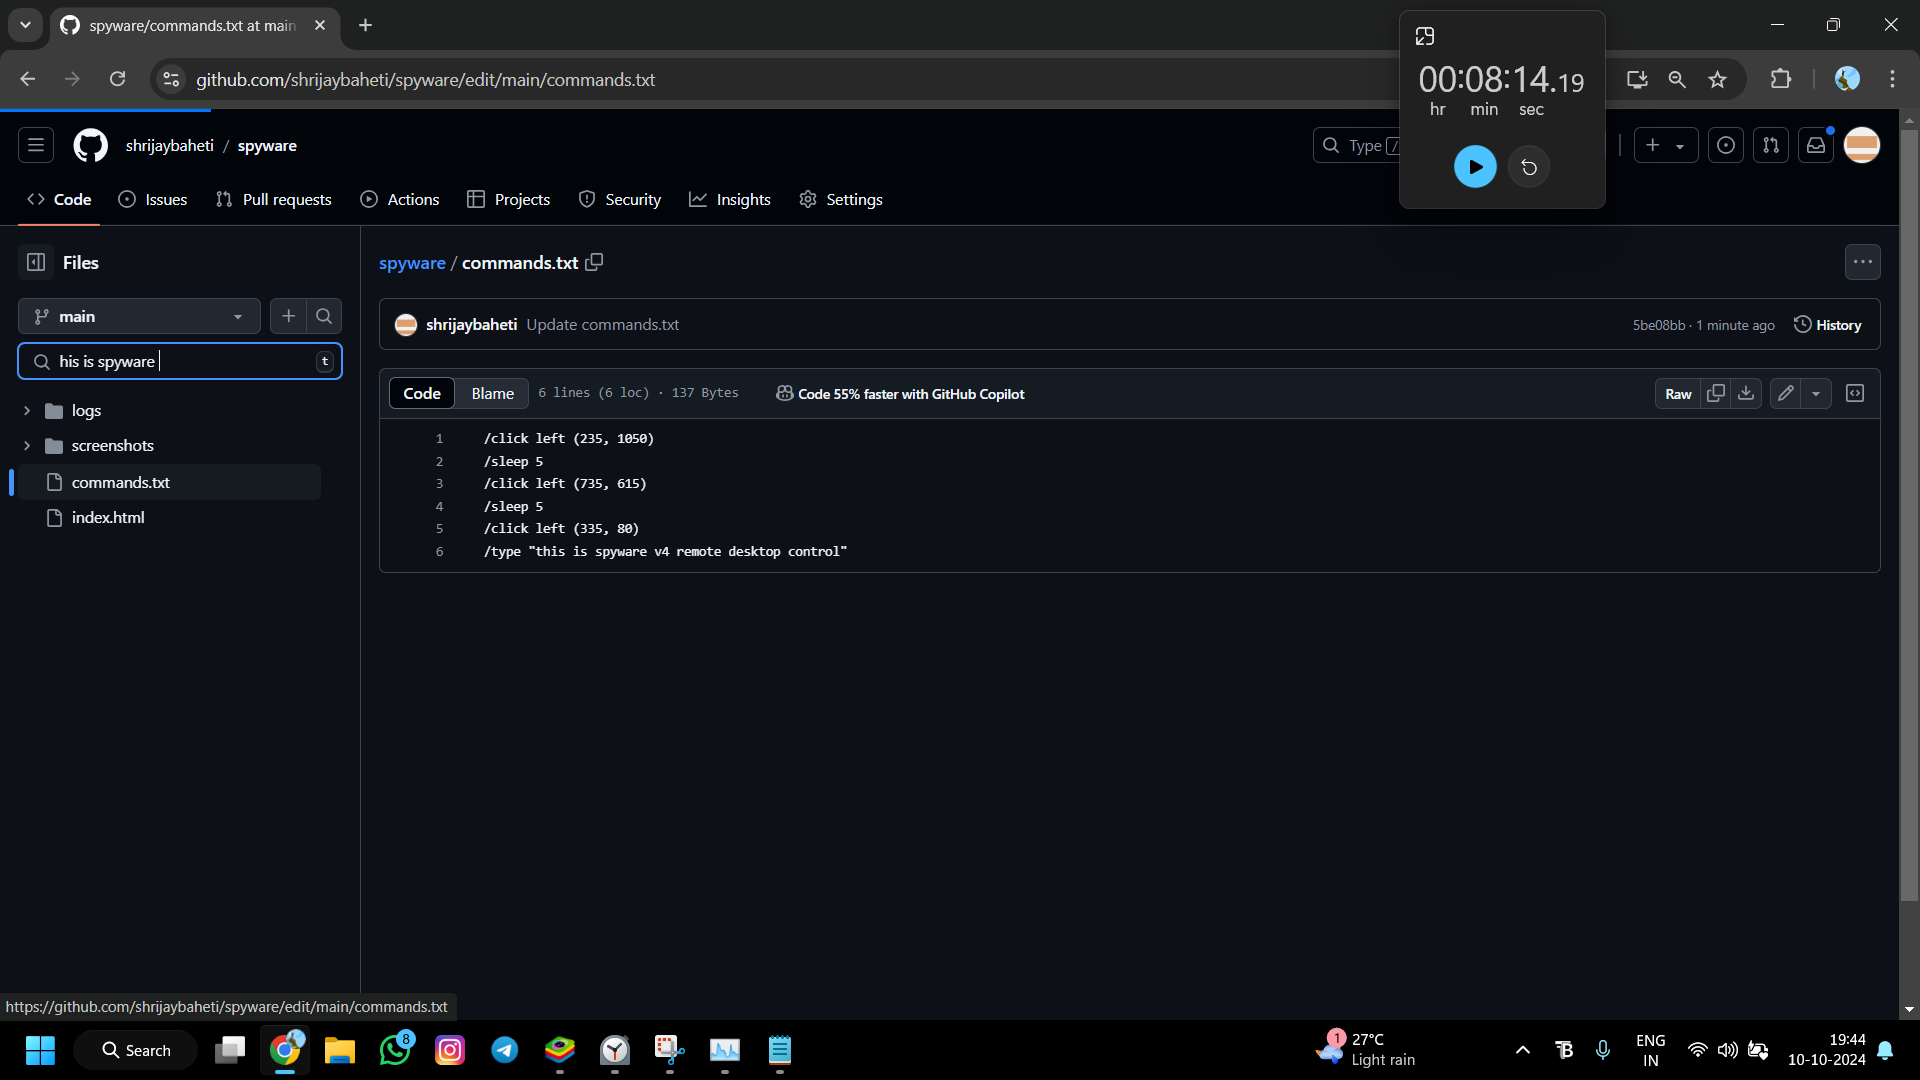 spyware/commands.txt at main
github.com/shrijaybaheti/spyware/edit/main/commands.txt
00:08:14.19
hr min sec
shrijaybaheti / spyware
Type /
Code Issues Pull requests Actions Projects Security Insights Settings
Files
spyware / commands.txt
main
shrijaybaheti Update commands.txt
5be08bb · 1 minute ago History
his is spyware t
Code Blame 6 lines (6 loc) · 137 Bytes Code 55% faster with GitHub Copilot Raw
logs
screenshots
commands.txt
index.html
1 /click left (235, 1050)
2 /sleep 5
3 /click left (735, 615)
4 /sleep 5
5 /click left (335, 80)
6 /type "this is spyware v4 remote desktop control"
https://github.com/shrijaybaheti/spyware/edit/main/commands.txt
Search
8
1
27°C
Light rain
ENG
IN
19:44
10-10-2024